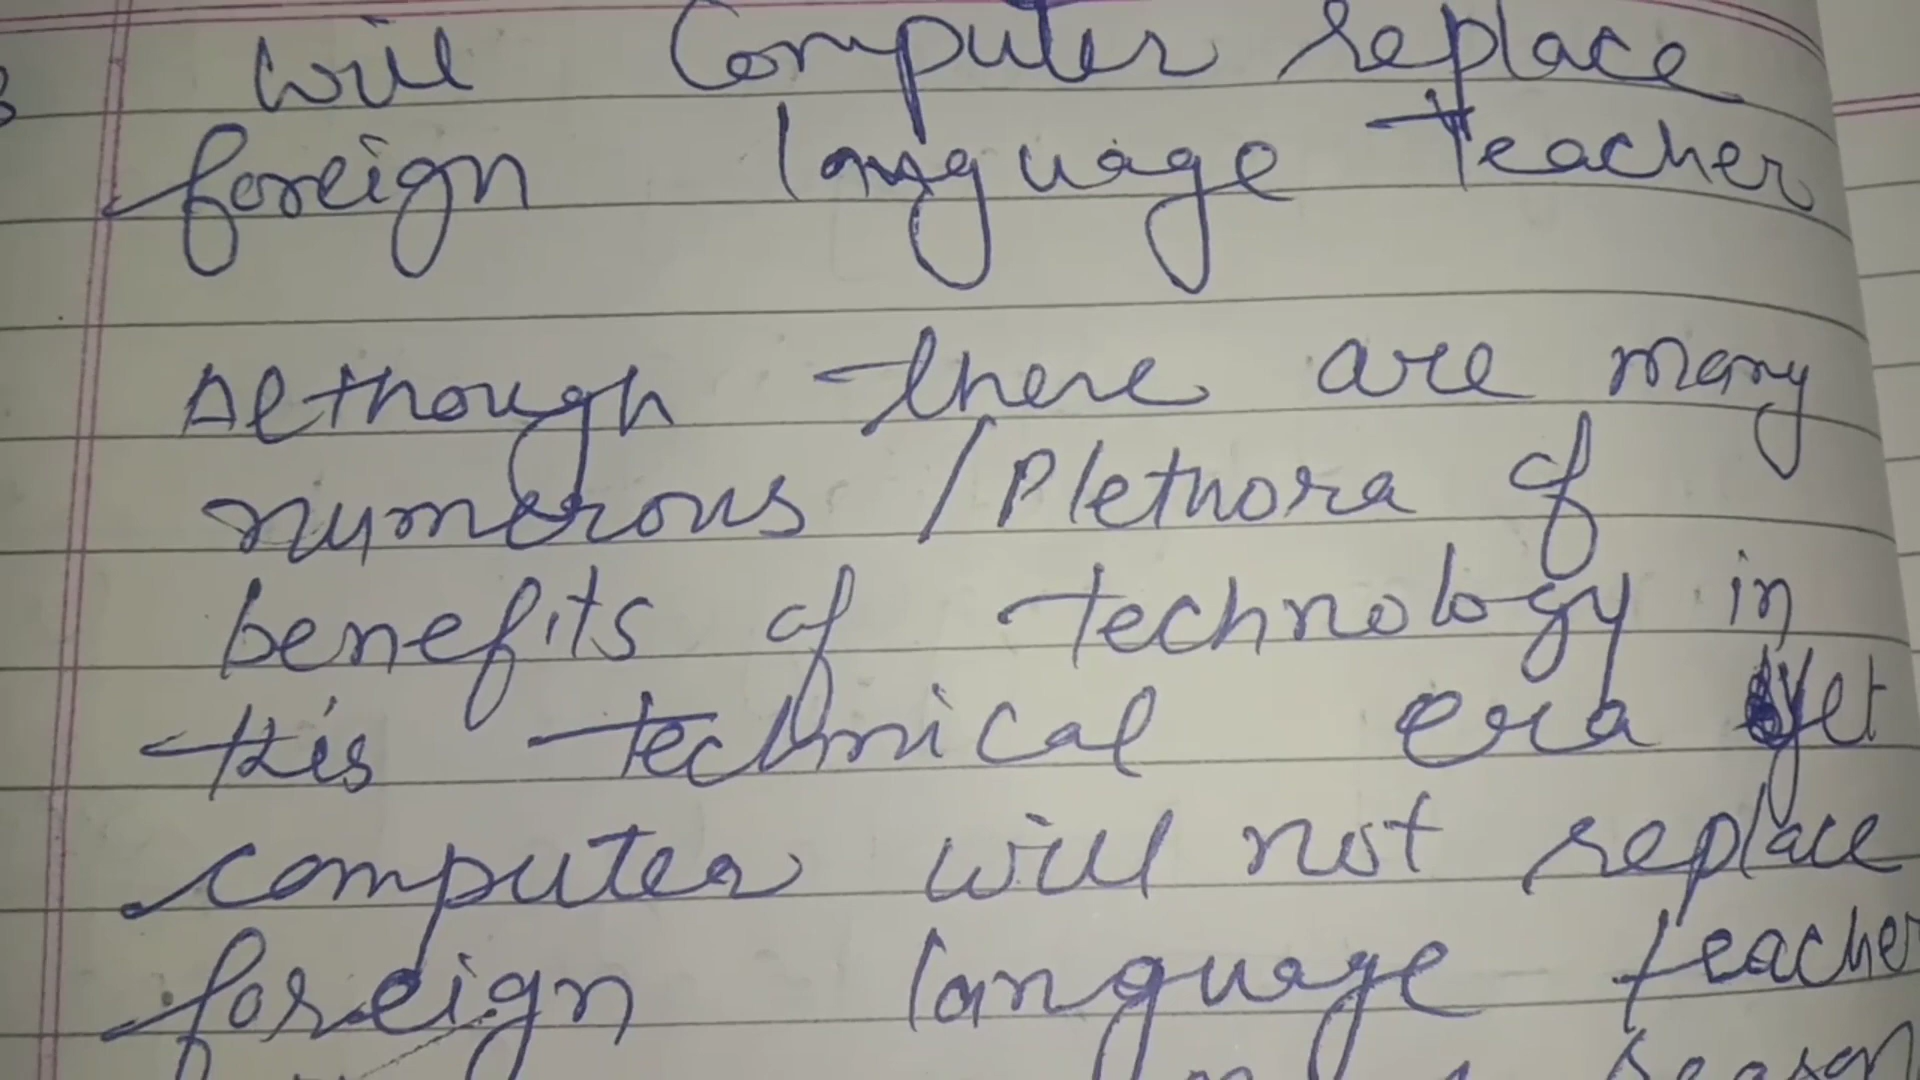 Will Computer replace
foreign language teacher
Although there are many
numerous / Plethora of
benefits of technology in
this technical era yet
computer will not replace
foreign language teacher
reason